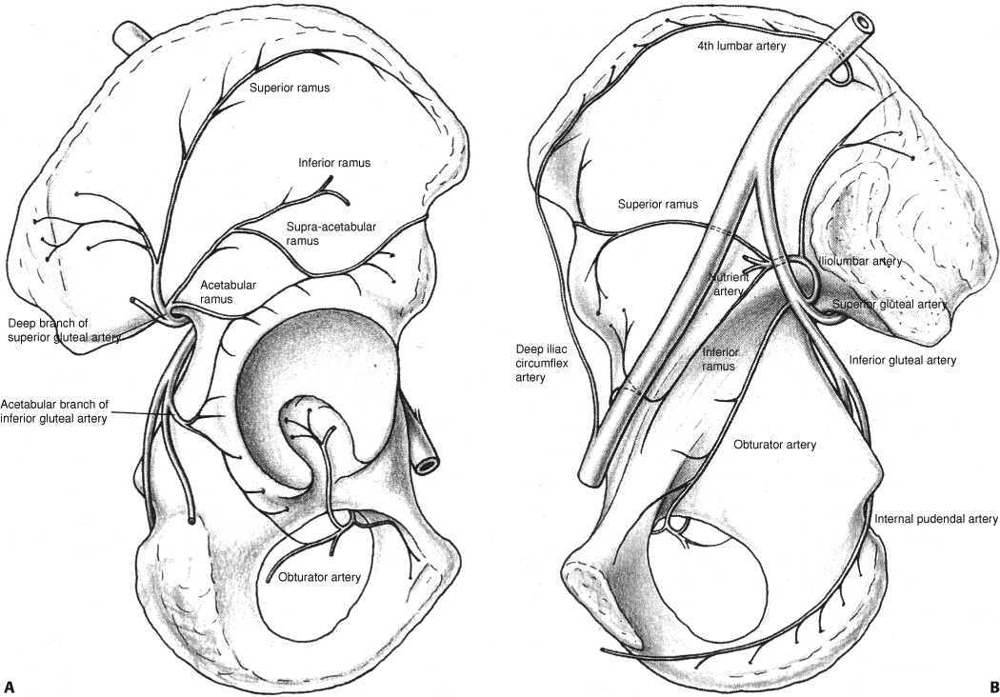 Superior ramus
Inferior ramus
Supra-acetabular
ramus
Acetabular
ramus
Deep branch of
superior gluteal artery
Acetabular branch of
inferior gluteal artery
Obturator artery
A
4th lumbar artery
Superior ramus
Iliolumbar artery
Nutrient
artery
Superior gluteal artery
Deep iliac
circumflex
artery
Inferior
ramus
Inferior gluteal artery
Obturator artery
Internal pudendal artery
B